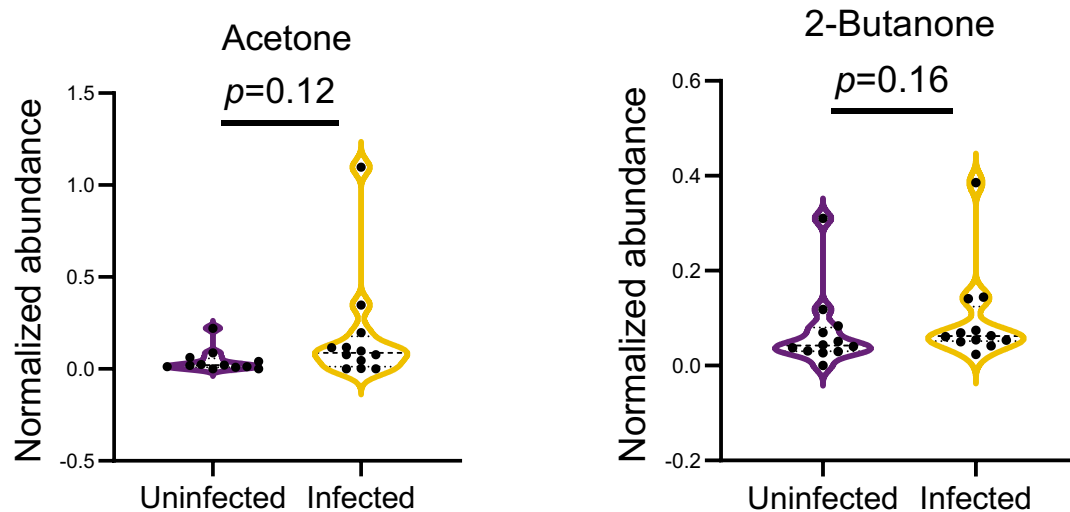 Acetone
p=0.12
Normalized abundance
1.5
1.0
0.5
0.0
-0.5
Uninfected Infected
2-Butanone
p=0.16
Normalized abundance
0.6
0.4
0.2
0.0
-0.2
Uninfected Infected